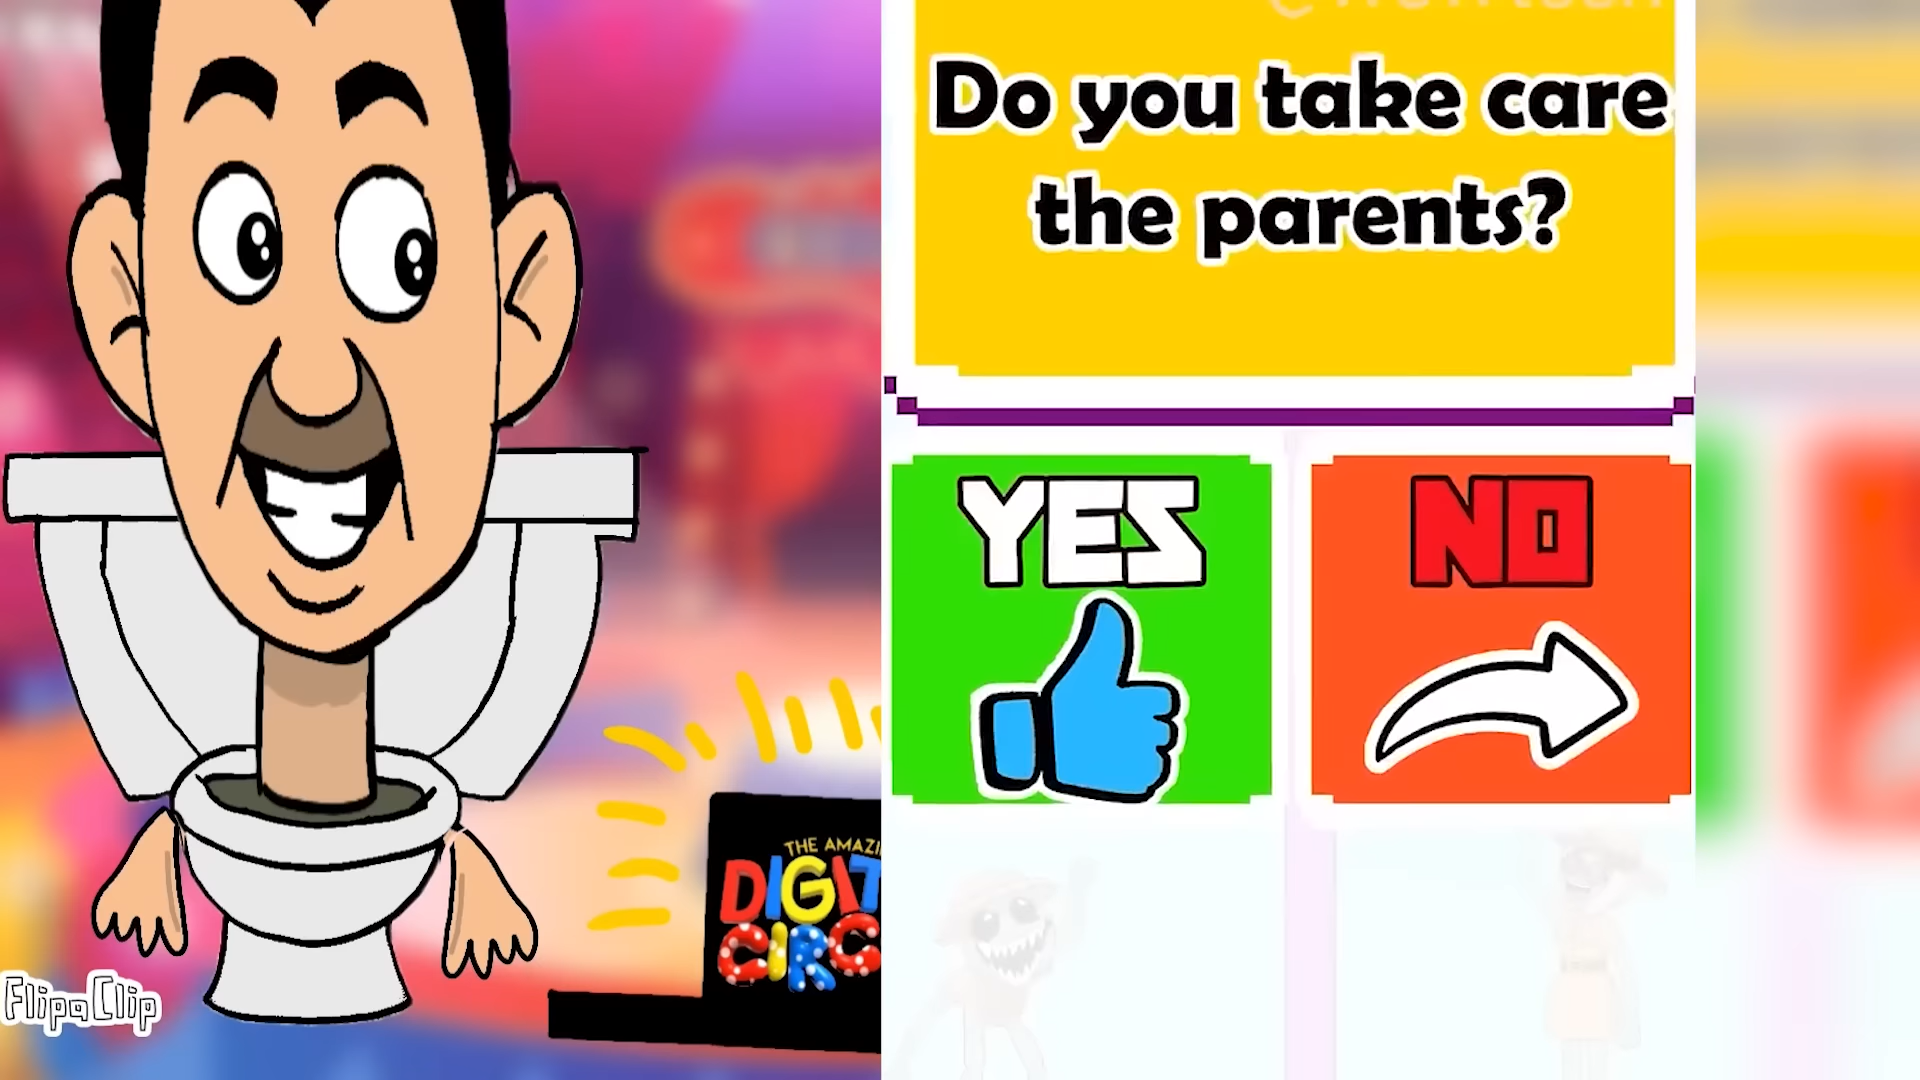 Do you take care
the parents?
YES
NO
THE AMAZI
DIGIT
CIRC
FlipaClip